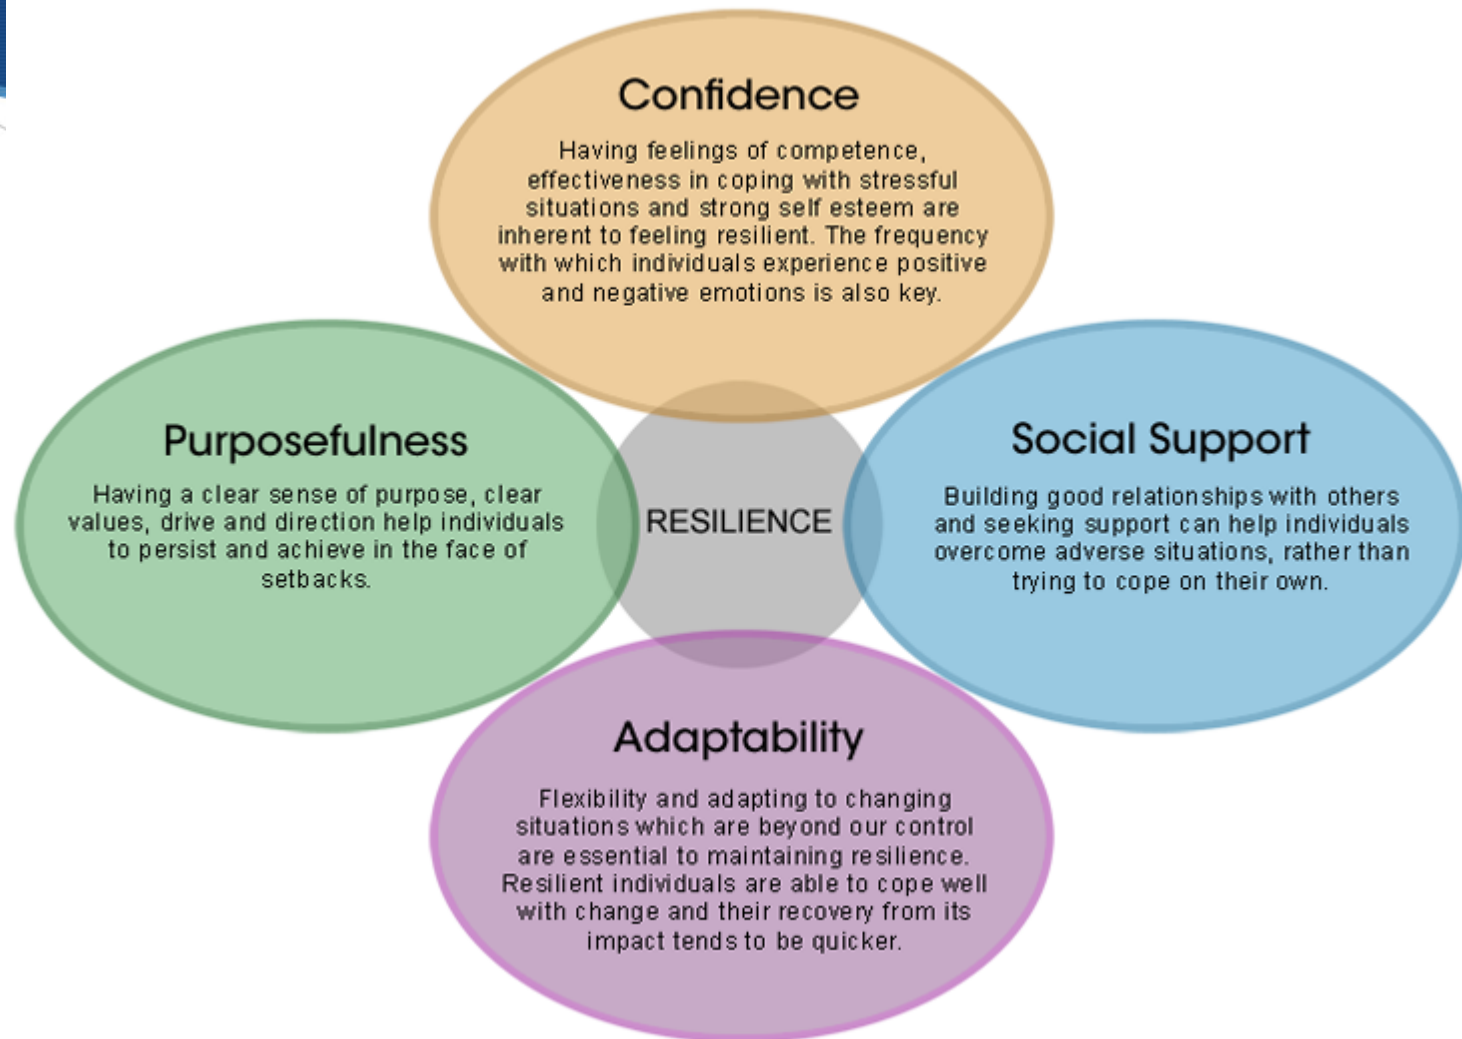 Confidence
Having feelings of competence,
effectiveness in coping with stressful
situations and strong self esteem are
inherent to feeling resilient. The frequency
with which individuals experience positive
and negative emotions is also key.
Purposefulness
Having a clear sense of purpose, clear
values, drive and direction help individuals
to persist and achieve in the face of
setbacks.
RESILIENCE
Social Support
Building good relationships with others
and seeking support can help individuals
overcome adverse situations, rather than
trying to cope on their own.
Adaptability
Flexibility and adapting to changing
situations which are beyond our control
are essential to maintaining resilience.
Resilient individuals are able to cope well
with change and their recovery from its
impact tends to be quicker.